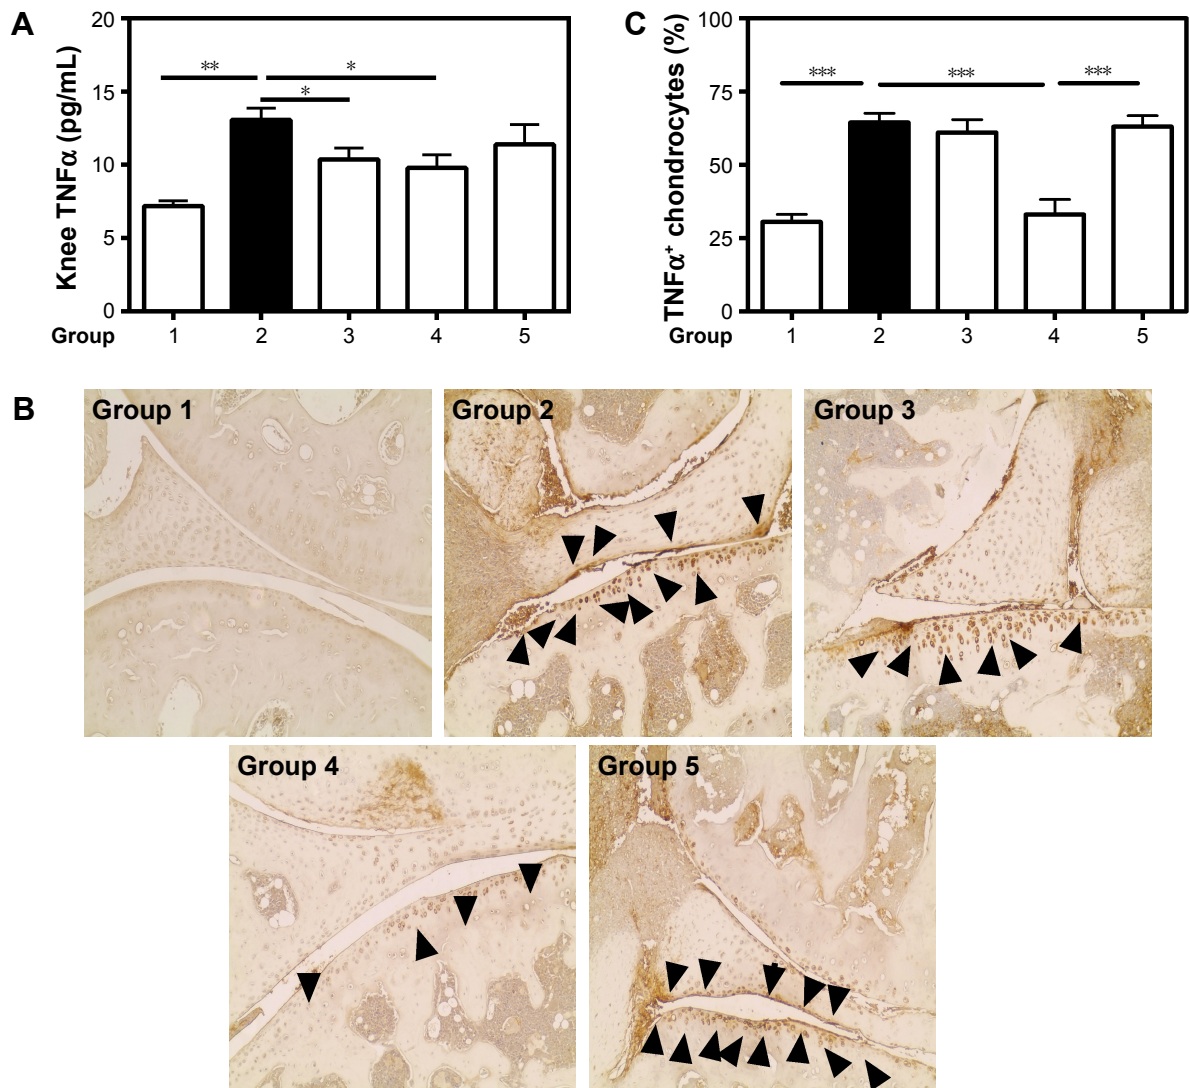 A
Knee TNFα (pg/mL)
20
15
10
5
0
**
*
*
Group 1 2 3 4 5
C
TNFα⁺ chondrocytes (%)
100
75
50
25
0
***
***
***
Group 1 2 3 4 5
B
Group 1
Group 2
Group 3
Group 4
Group 5